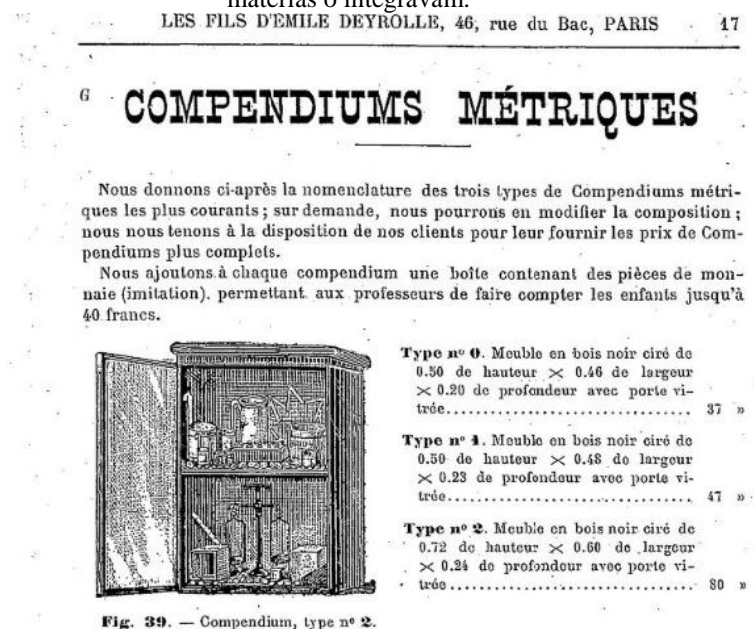 materias o integravam.
LES FILS D'ÉMILE DEYROLLE, 46, rue du Bac, PARIS 17
G
COMPENDIUMS MÉTRIQUES
Nous donnons ci-après la nomenclature des trois types de Compendiums métri-
ques les plus courants ; sur demande, nous pourrons en modifier la composition ;
nous nous tenons à la disposition de nos clients pour leur fournir les prix de Com-
pendiums plus complets.
Nous ajoutons à chaque compendium une boîte contenant des pièces de mon-
naie (imitation). permettant aux professeurs de faire compter les enfants jusqu'à
40 francs.
Type nº 0. Meuble en bois noir ciré de
0.50 de hauteur × 0.46 de largeur
× 0.20 de profondeur avec porte vi-
trée................................ 37 »
Type nº 1. Meuble en bois noir ciré de
0.50 de hauteur × 0.48 de largeur
× 0.23 de profondeur avec porte vi-
trée................................ 47 »
Type nº 2. Meuble en bois noir ciré de
0.72 de hauteur × 0.60 de largeur
× 0.24 de profondeur avec porte vi-
trée................................ 80 »
Fig. 39. — Compendium, type nº 2.